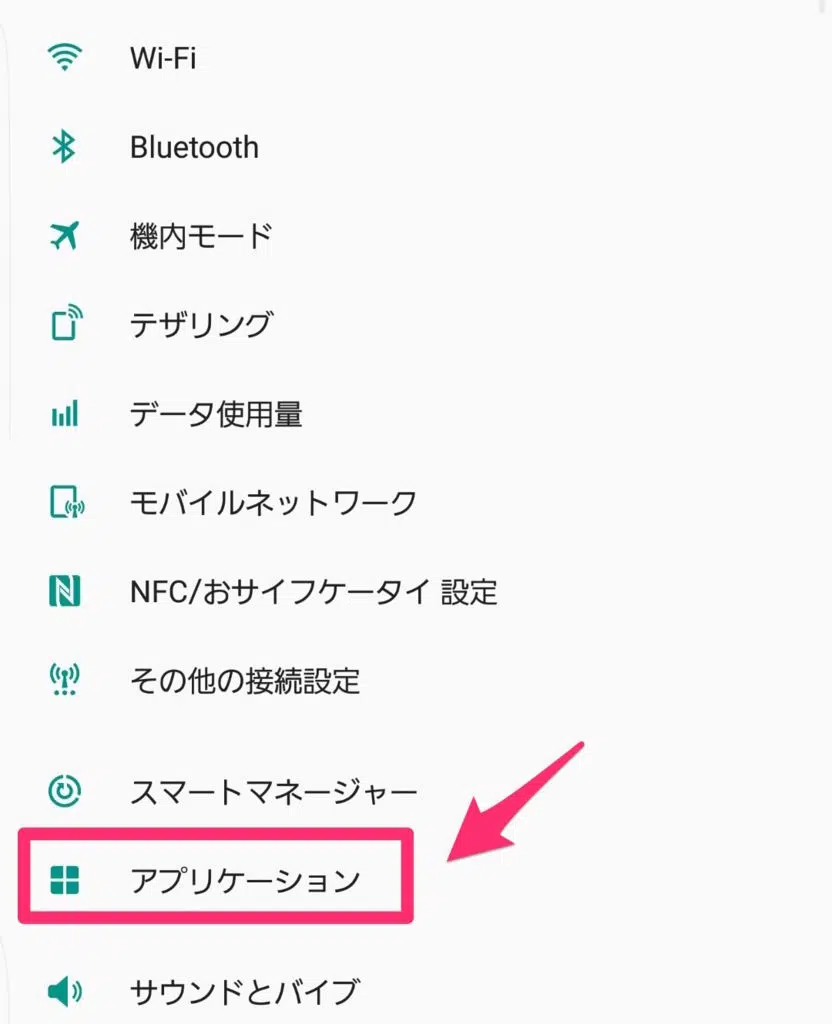 Wi-Fi
Bluetooth
機内モード
テザリング
データ使用量
モバイルネットワーク
NFC/おサイフケータイ 設定
その他の接続設定
スマートマネージャー
アプリケーション
サウンドとバイブ